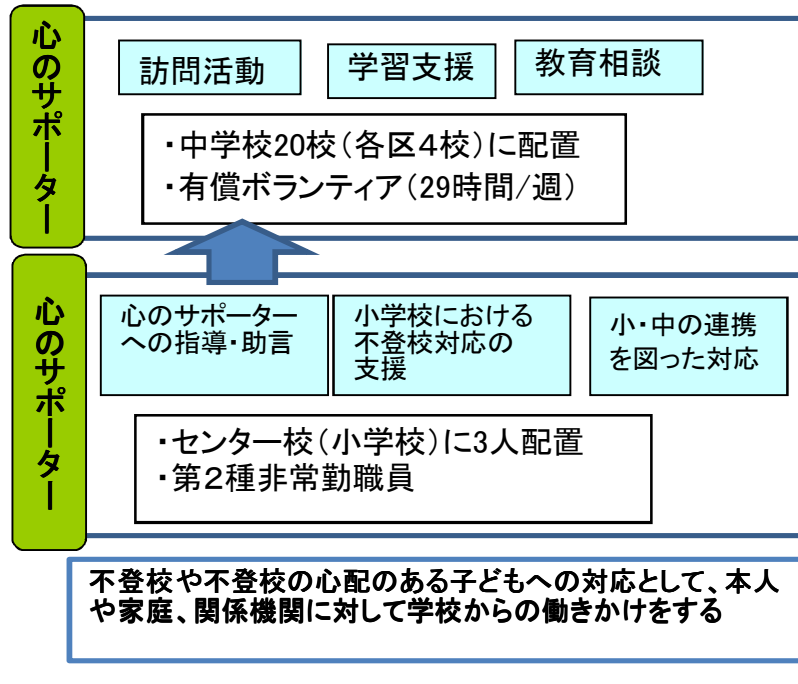 心のサポーター
訪問活動
学習支援
教育相談
・中学校20校(各区4校)に配置
・有償ボランティア(29時間/週)
心のサポーター
心のサポーター
への指導・助言
小学校における
不登校対応の
支援
小・中の連携
を図った対応
・センター校(小学校)に3人配置
・第2種非常勤職員
不登校や不登校の心配のある子どもへの対応として、本人
や家庭、関係機関に対して学校からの働きかけをする